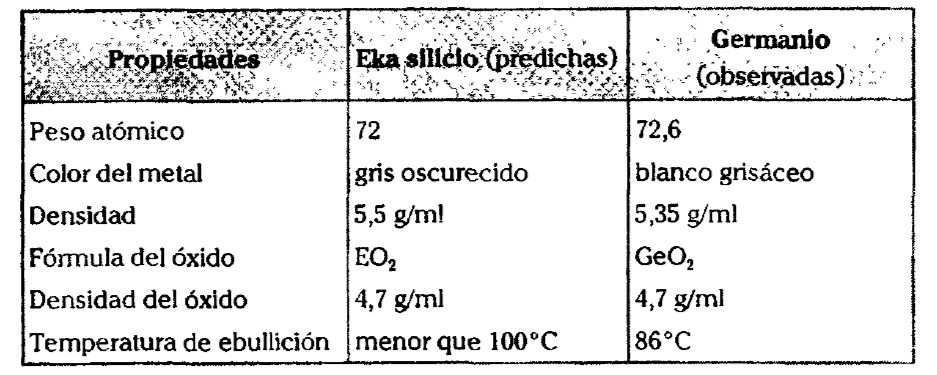 Propiedades Eka silicio (predichas) Germanio
(observadas)
Peso atómico 72 72,6
Color del metal gris oscurecido blanco grisáceo
Densidad 5,5 g/ml 5,35 g/ml
Fórmula del óxido EO₂ GeO₂
Densidad del óxido 4,7 g/ml 4,7 g/ml
Temperatura de ebullición menor que 100°C 86°C